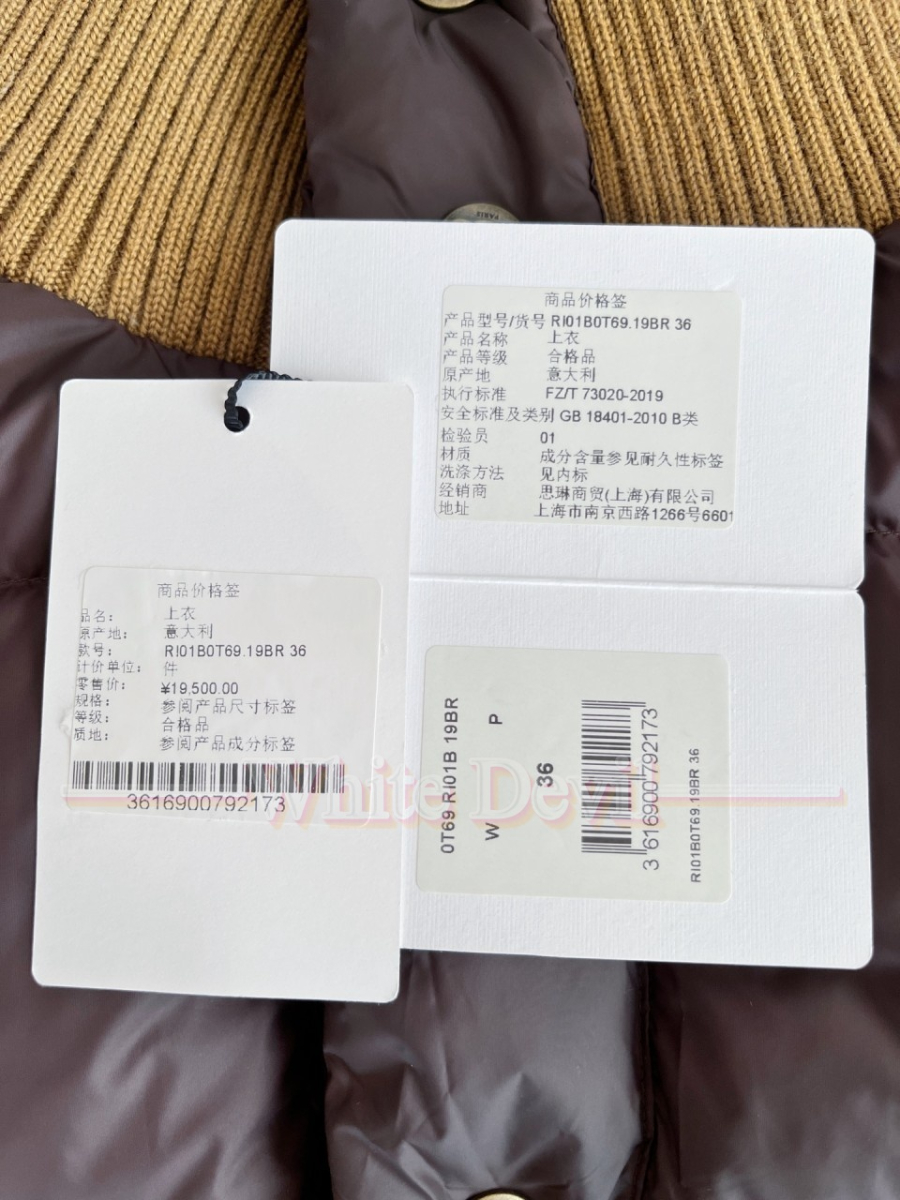 PARIS
商品价格签
产品型号/货号 RI01B0T69.19BR 36
产品名称 上衣
产品等级 合格品
原产地 意大利
执行标准 FZ/T 73020-2019
安全标准及类别 GB 18401-2010 B类
检验员 01
材质 成分含量参见耐久性标签
洗涤方法 见内标
经销商 思琳商贸(上海)有限公司
地址 上海市南京西路1266号6601
商品价格签
品名: 上衣
原产地: 意大利
款号: RI01B0T69.19BR 36
计价单位: 件
零售价: ¥19,500.00
规格: 参阅产品尺寸标签
等级: 合格品
质地: 参阅产品成分标签
3616900792173
0T69 RI01B 19BR
W P
36
3 616900792173
RI01B0T69 19BR 36
White Devil